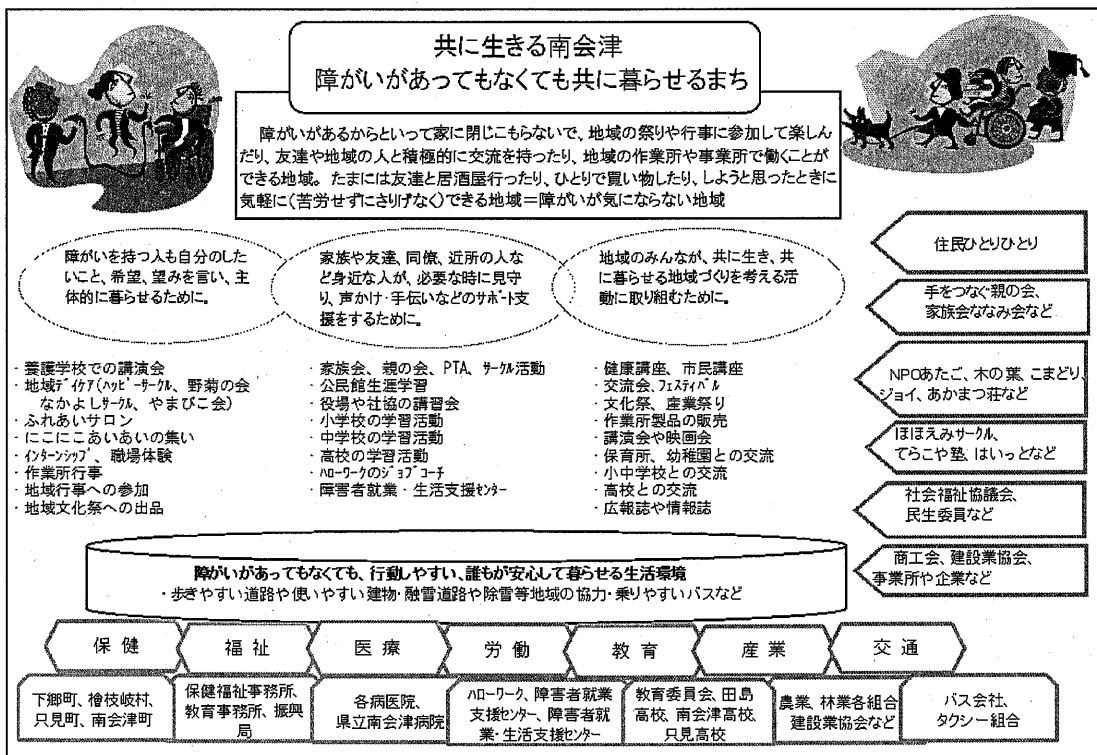 共に生きる南会津
障がいがあってもなくても共に暮らせるまち
障がいがあるからといって家に閉じこもらないで、地域の祭りや行事に参加して楽しん
だり、友達や地域の人と積極的に交流を持ったり、地域の作業所や事業所で働くことが
できる地域。たまには友達と居酒屋行ったり、ひとりで買い物したり、しようと思ったときに
気軽に(苦労せずにさりげなく)できる地域=障がいが気にならない地域
障がいを持つ人も自分のした
いこと、希望、望みを言い、主
体的に暮らせるために。
家族や友達、同僚、近所の人な
ど身近な人が、必要な時に見守
り、声かけ・手伝いなどのサポート支
援をするために。
地域のみんなが、共に生き、共
に暮らせる地域づくりを考える活
動に取り組むために。
・養護学校での講演会
・地域デイケア(ハッピーサークル、野菊の会
なかよしサークル、やまびこ会)
・ふれあいサロン
・にこにこあいあいの集い
・インターンシップ、職場体験
・作業所行事
・地域行事への参加
・地域文化祭への出品
・家族会、親の会、PTA、サークル活動
・公民館生涯学習
・役場や社協の講習会
・小学校の学習活動
・中学校の学習活動
・高校の学習活動
・ハローワークのジョブコーチ
・障害者就業・生活支援センター
・健康講座、市民講座
・交流会、フェスティバル
・文化祭、産業祭り
・作業所製品の販売
・講演会や映画会
・保育所、幼稚園との交流
・小中学校との交流
・高校との交流
・広報誌や情報誌
住民ひとりひとり
手をつなぐ親の会、
家族会ななみ会など
NPOあたご、木の葉、こまどり、
ジョイ、あかまつ荘など
ほほえみサークル、
てらこや塾、はいっとなど
社会福祉協議会、
民生委員など
商工会、建設業協会、
事業所や企業など
障がいがあってもなくても、行動しやすい、誰もが安心して暮らせる生活環境
・歩きやすい道路や使いやすい建物・融雪道路や除雪等地域の協力・乗りやすいバスなど
保健
福祉
医療
労働
教育
産業
交通
下郷町、檜枝岐村、
只見町、南会津町
保健福祉事務所、
教育事務所、振興
局
各病医院、
県立南会津病院
ハローワーク、障害者就業
支援センター、障害者就
業・生活支援センター
教育委員会、田島
高校、南会津高校、
只見高校
農業、林業各組合
建設業協会など
バス会社、
タクシー組合